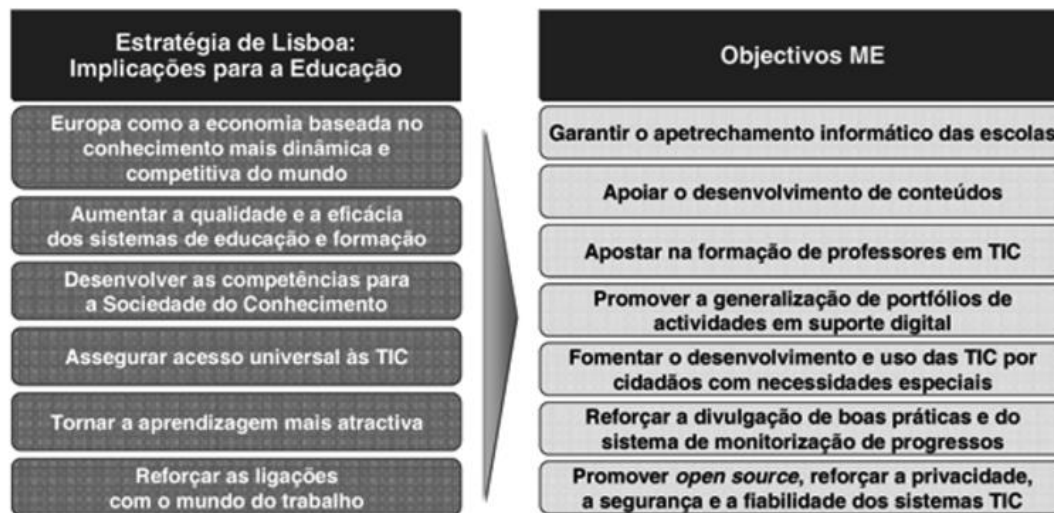 Estratégia de Lisboa:
Implicações para a Educação
Europa como a economia baseada no
conhecimento mais dinâmica e
competitiva do mundo
Aumentar a qualidade e a eficácia
dos sistemas de educação e formação
Desenvolver as competências para
a Sociedade do Conhecimento
Assegurar acesso universal às TIC
Tornar a aprendizagem mais atractiva
Reforçar as ligações
com o mundo do trabalho
Objectivos ME
Garantir o apetrechamento informático das escolas
Apoiar o desenvolvimento de conteúdos
Apostar na formação de professores em TIC
Promover a generalização de portfólios de
actividades em suporte digital
Fomentar o desenvolvimento e uso das TIC por
cidadãos com necessidades especiais
Reforçar a divulgação de boas práticas e do
sistema de monitorização de progressos
Promover open source, reforçar a privacidade,
a segurança e a fiabilidade dos sistemas TIC